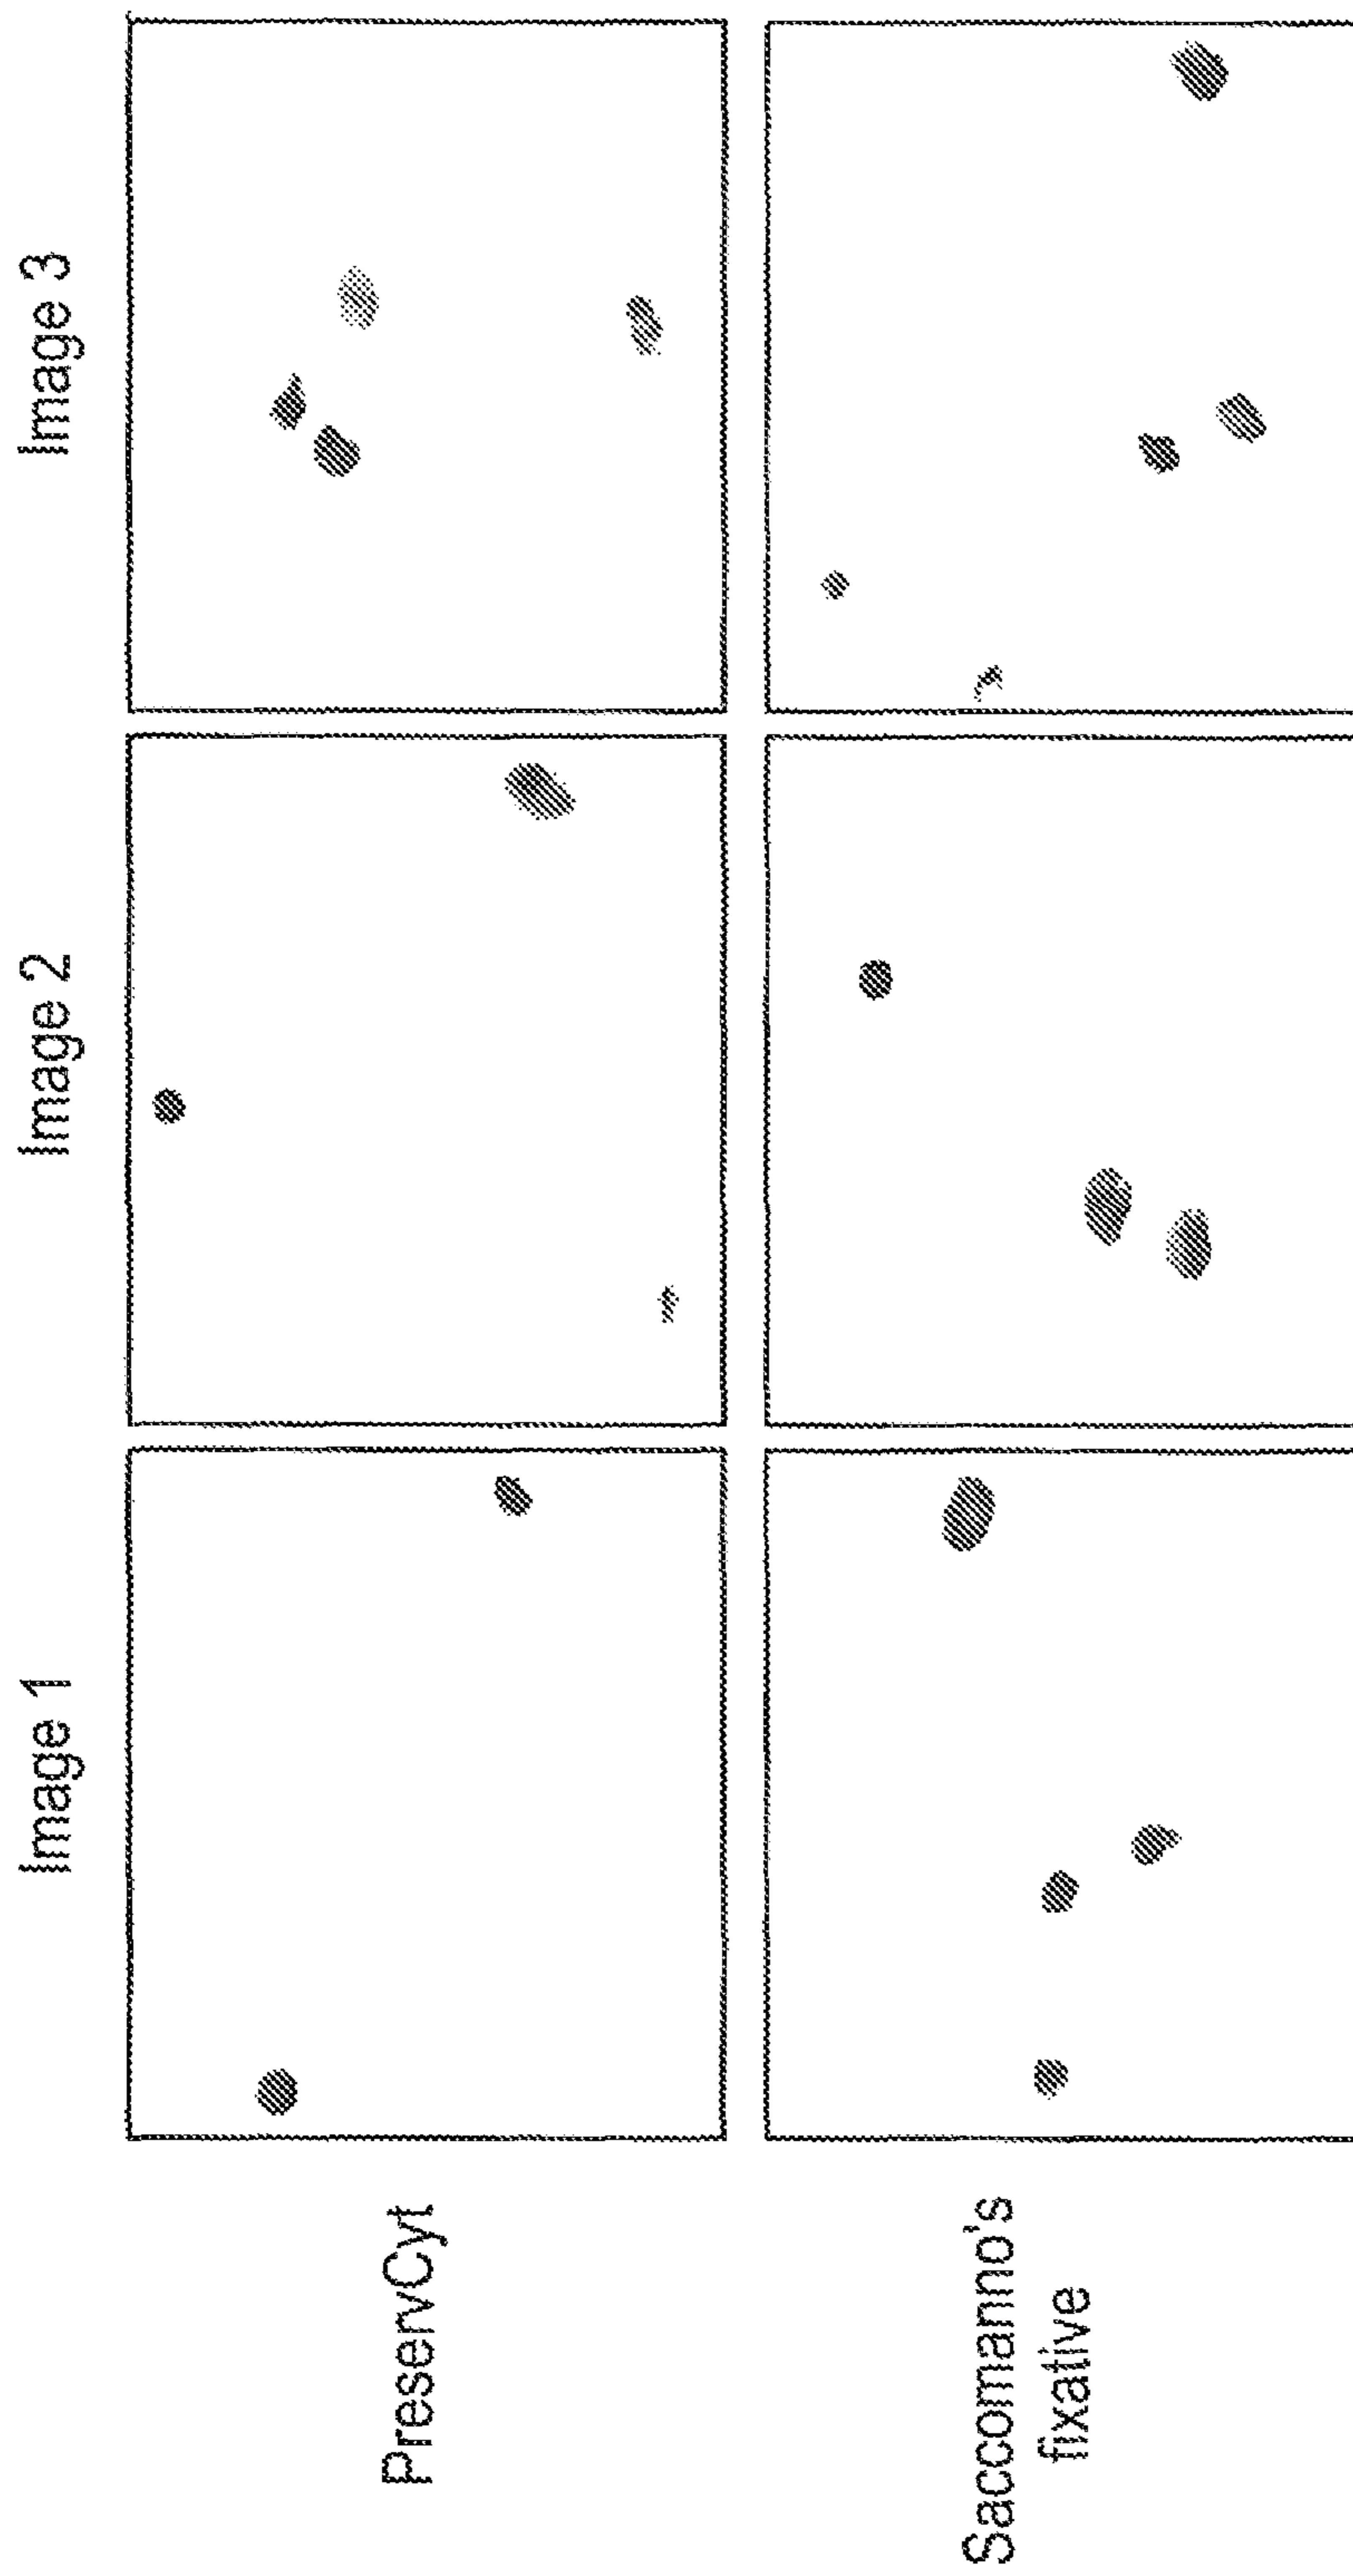 Image 1
Image 2
Image 3
PreservCyt
Saccomanno's
fixative